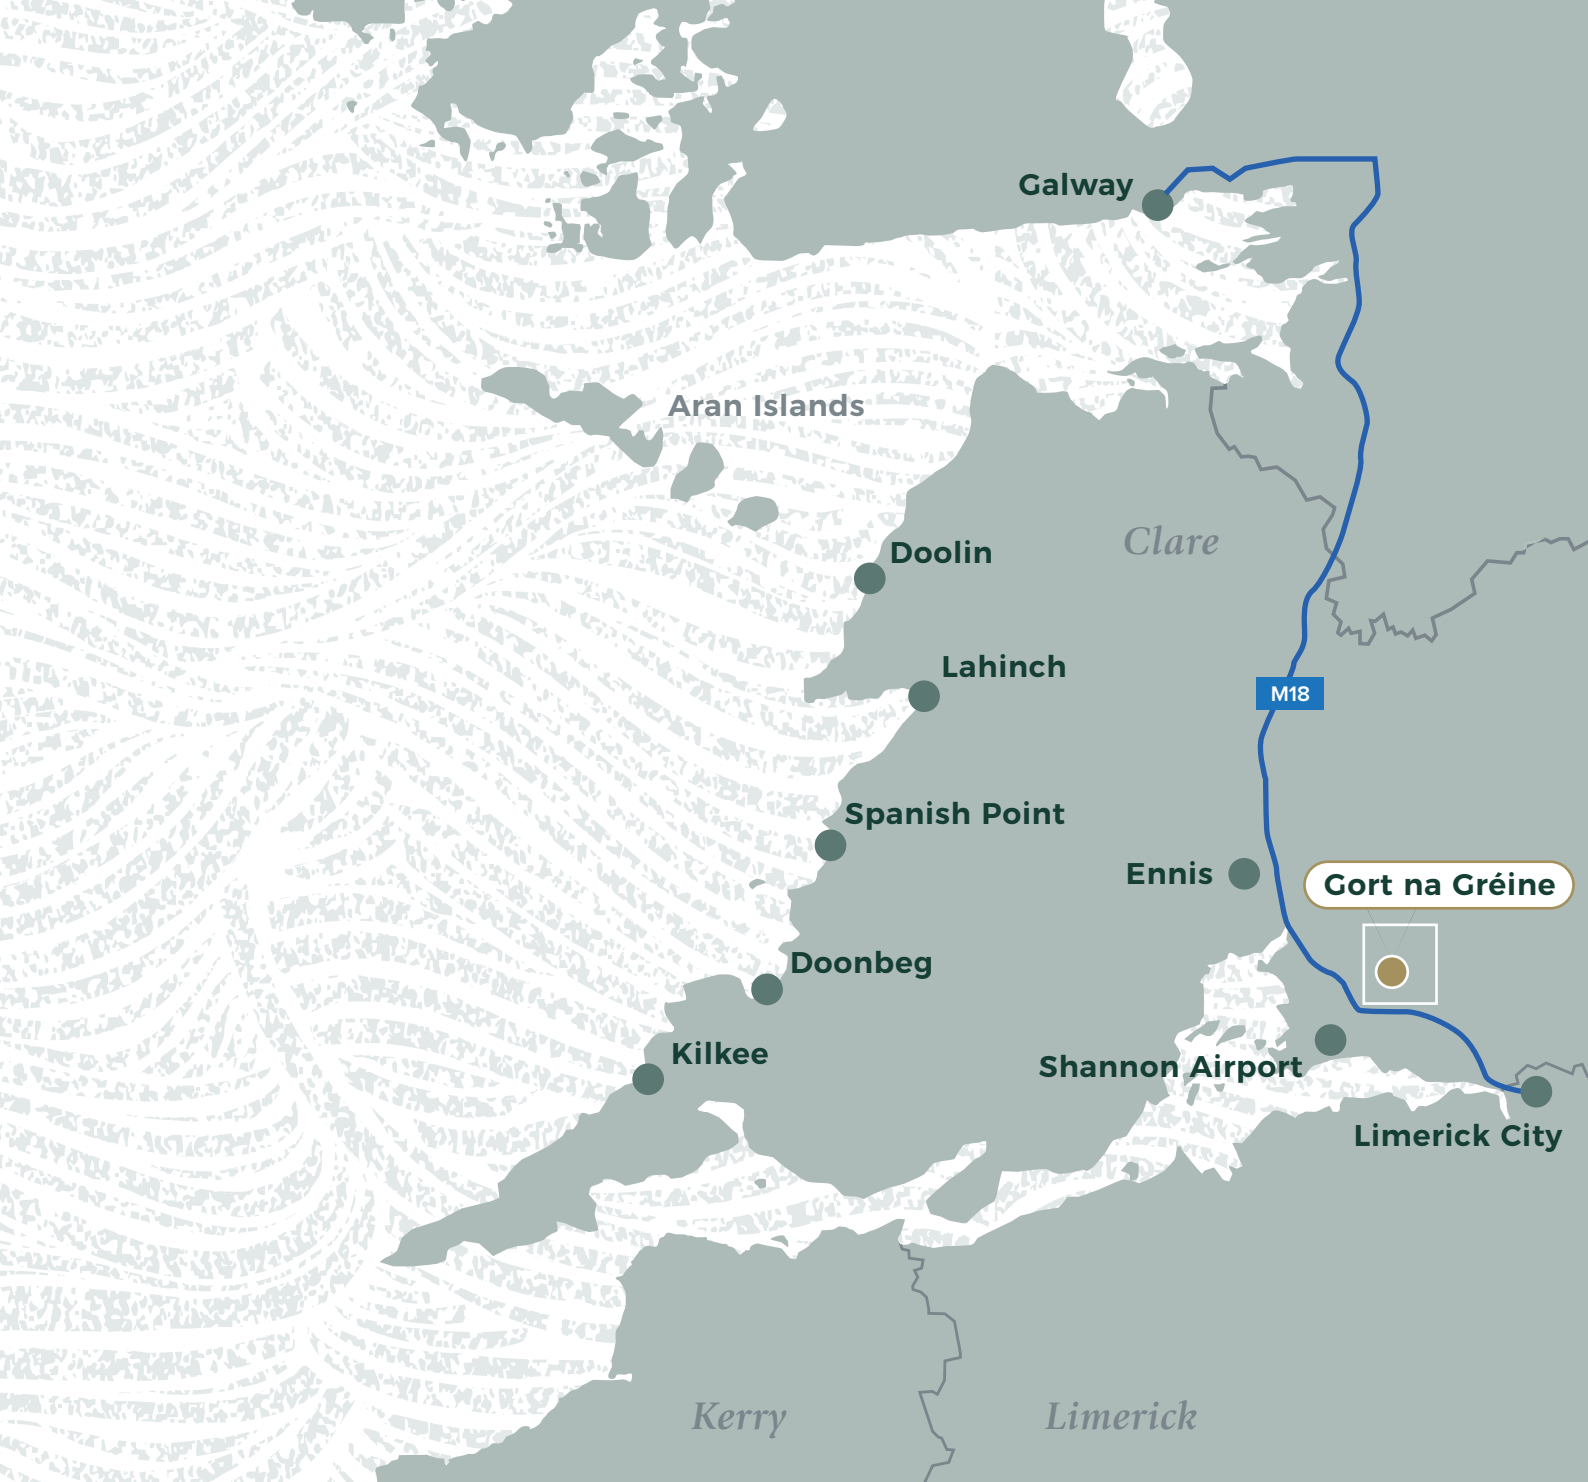 Galway
Aran Islands
Clare
Doolin
Lahinch
M18
Spanish Point
Ennis
Gort na Gréine
Doonbeg
Kilkee
Shannon Airport
Limerick City
Kerry
Limerick